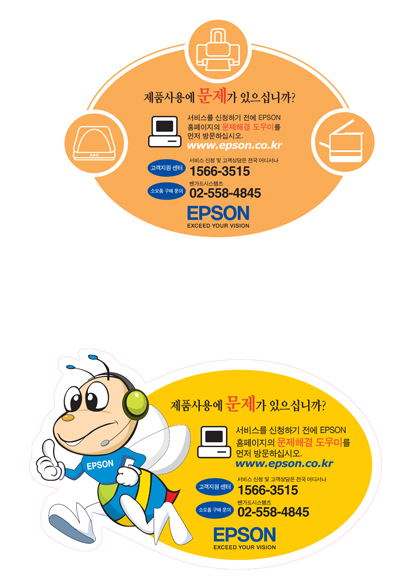 제품사용에 문제가 있으십니까?
서비스를 신청하기 전에 EPSON
홈페이지의 문제해결 도우미를
먼저 방문하십시오.
www.epson.co.kr
서비스 신청 및 고객상담은 전국 어디서나
고객지원 센터 1566-3515
밴가드시스템즈
소모품 구매 문의 02-558-4845
EPSON
EXCEED YOUR VISION
제품사용에 문제가 있으십니까?
서비스를 신청하기 전에 EPSON
홈페이지의 문제해결 도우미를
먼저 방문하십시오.
www.epson.co.kr
EPSON
서비스 신청 및 고객상담은 전국 어디서나
고객지원 센터 1566-3515
밴가드시스템즈
소모품 구매 문의 02-558-4845
EPSON
EXCEED YOUR VISION